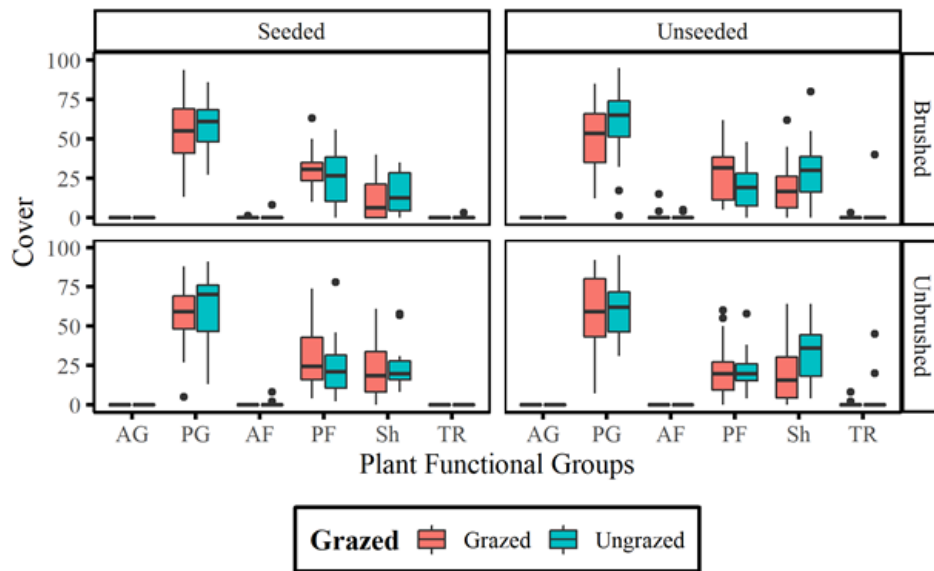 Seeded Unseeded
100
75
50
25
0
Brushed
Cover
100
75
50
25
0
Unbrushed
AG PG AF PF Sh TR AG PG AF PF Sh TR
Plant Functional Groups
Grazed Grazed Ungrazed